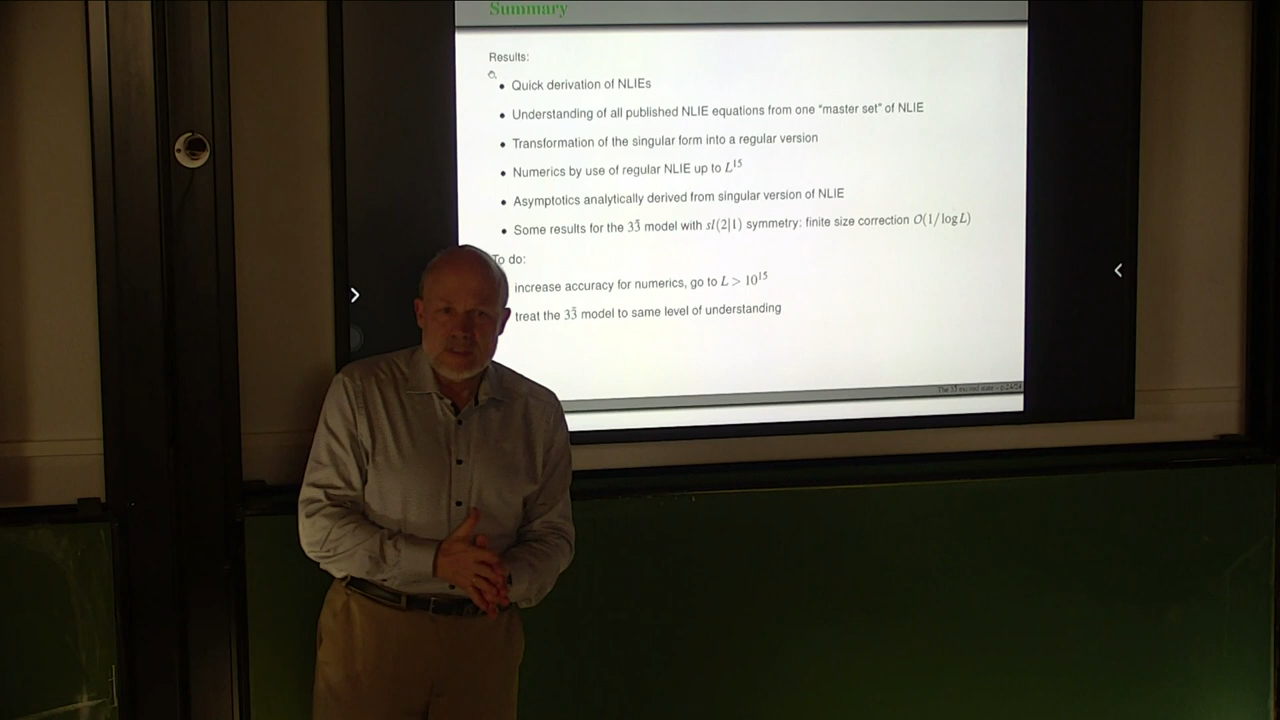 Summary
Results:
• Quick derivation of NLIEs
• Understanding of all published NLIE equations from one “master set” of NLIE
• Transformation of the singular form into a regular version
• Numerics by use of regular NLIE up to L¹⁵
• Asymptotics analytically derived from singular version of NLIE
• Some results for the 33̄ model with sl(2|1) symmetry: finite size correction O(1/log L)
To do:
increase accuracy for numerics, go to L > 10¹⁵
treat the 33̄ model to same level of understanding